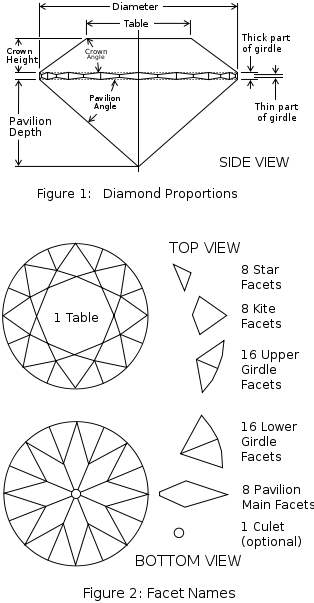 Diameter
Table
Crown
Height
Crown
Angle
Thick part
of girdle
Pavilion
Angle
Thin part
of girdle
Pavilion
Depth
SIDE VIEW
Figure 1: Diamond Proportions
TOP VIEW
1 Table
8 Star
Facets
8 Kite
Facets
16 Upper
Girdle
Facets
16 Lower
Girdle
Facets
8 Pavilion
Main Facets
1 Culet
(optional)
BOTTOM VIEW
Figure 2: Facet Names